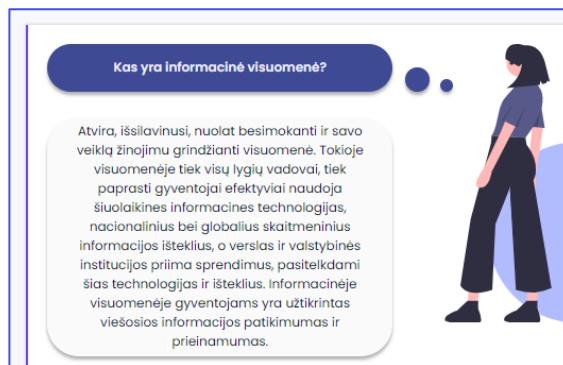 Kas yra informacinė visuomenė?
Atvira, išsilavinusi, nuolat besimokanti ir savo
veiklą žinojimu grindžianti visuomenė. Tokioje
visuomenėje tiek visų lygių vadovai, tiek
paprasti gyventojai efektyviai naudoja
šiuolaikines informacines technologijas,
nacionalinius bei globalius skaitmeninius
informacijos išteklius, o verslas ir valstybinės
institucijos priima sprendimus, pasitelkdami
šias technologijas ir išteklius. Informacinėje
visuomenėje gyventojams yra užtikrintas
viešosios informacijos patikimumas ir
prieinamumas.